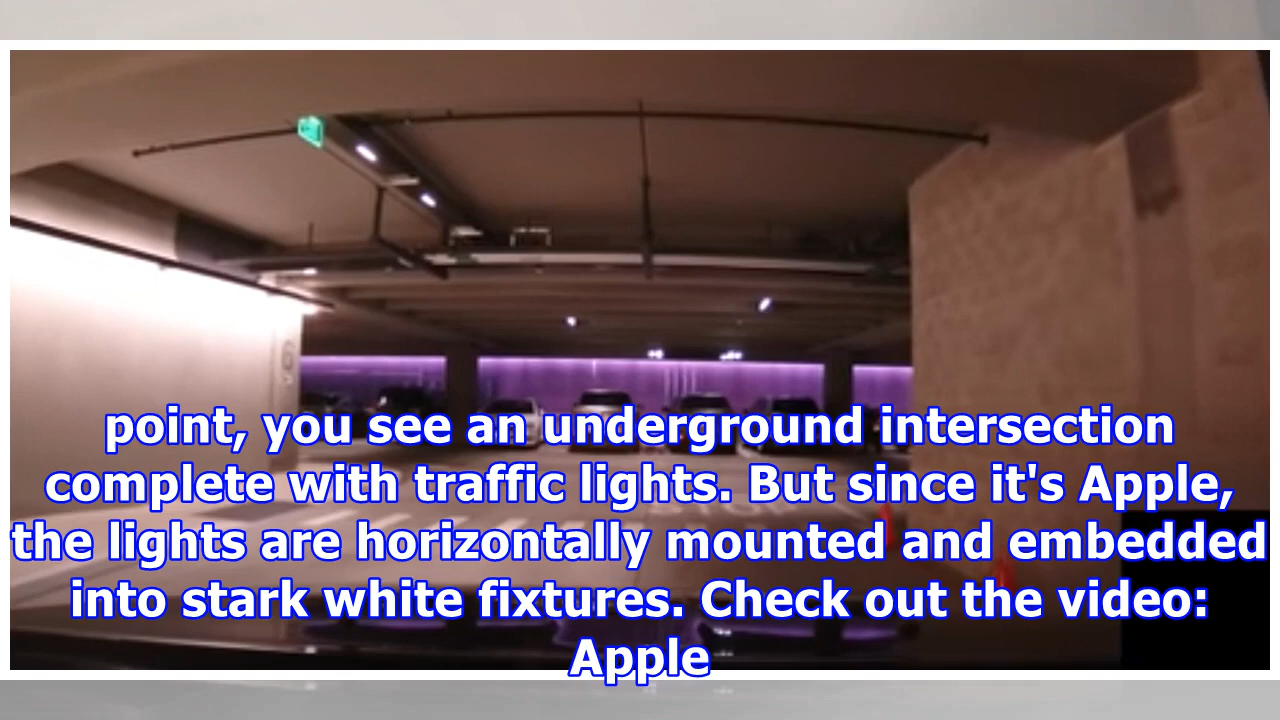 point, you see an underground intersection
complete with traffic lights. But since it's Apple,
the lights are horizontally mounted and embedded
into stark white fixtures. Check out the video:
Apple